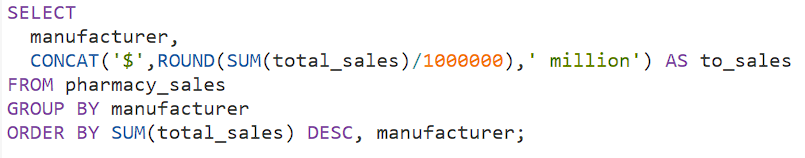 SELECT
  manufacturer,
  CONCAT('$',ROUND(SUM(total_sales)/1000000),' million') AS to_sales
FROM pharmacy_sales
GROUP BY manufacturer
ORDER BY SUM(total_sales) DESC, manufacturer;